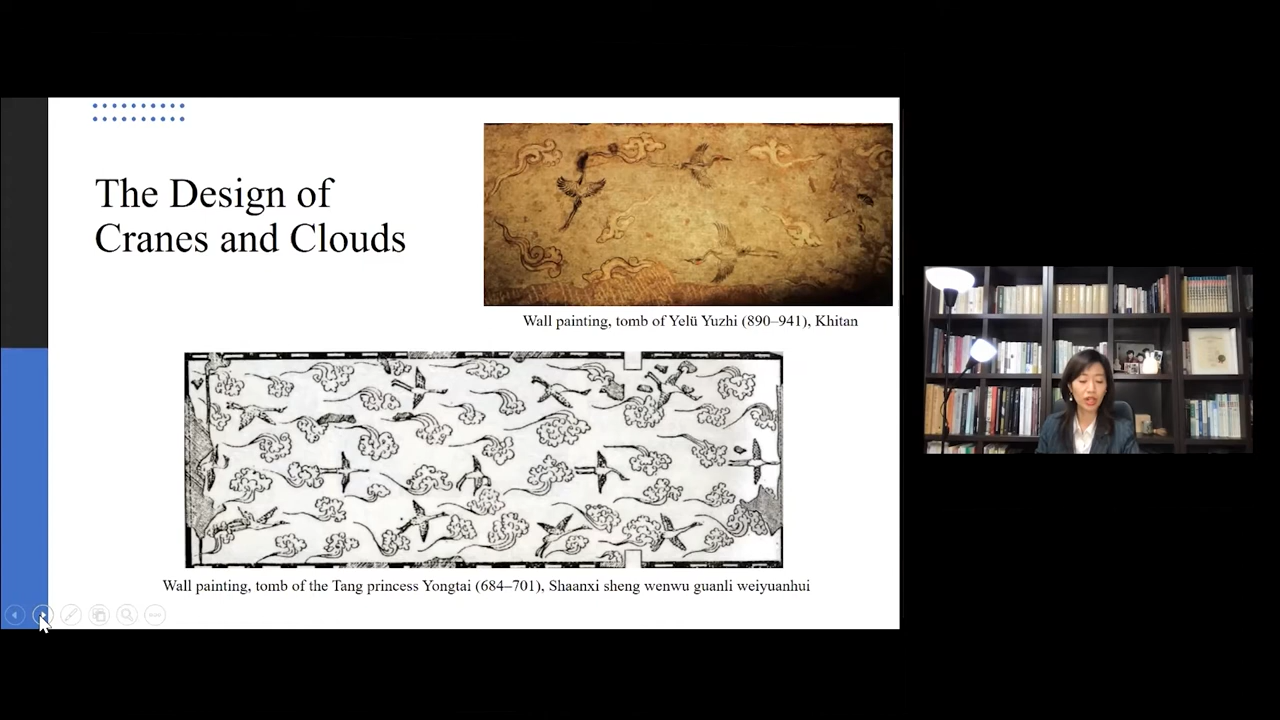 The Design of
Cranes and Clouds
Wall painting, tomb of Yelü Yuzhi (890–941), Khitan
Wall painting, tomb of the Tang princess Yongtai (684–701), Shaanxi sheng wenwu guanli weiyuanhui